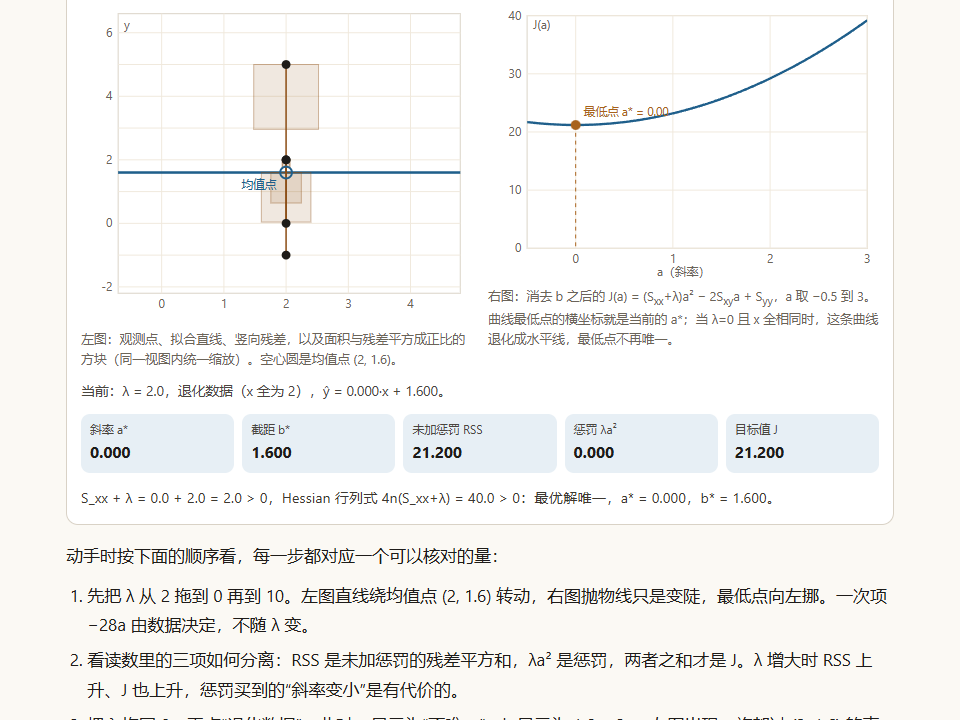 y
6
4
2
0
-2
均值点
0
1
2
3
4
J(a)
40
30
20
10
0
最低点 a* = 0.00
0
1
2
3
a（斜率）
左图：观测点、拟合直线、竖向残差，以及面积与残差平方成正比的
方块（同一视图内统一缩放）。空心圆是均值点 (2, 1.6)。
右图：消去 b 之后的 J(a) = (Sxx+λ)a² − 2Sxya + Syy，a 取 −0.5 到 3。
曲线最低点的横坐标就是当前的 a*；当 λ=0 且 x 全相同时，这条曲线
退化成水平线，最低点不再唯一。
当前：λ = 2.0，退化数据（x 全为 2），ŷ = 0.000·x + 1.600。
斜率 a*
0.000
截距 b*
1.600
未加惩罚 RSS
21.200
惩罚 λa²
0.000
目标值 J
21.200
S_xx + λ = 0.0 + 2.0 = 2.0 > 0，Hessian 行列式 4n(S_xx+λ) = 40.0 > 0：最优解唯一，a* = 0.000，b* = 1.600。
动手时按下面的顺序看，每一步都对应一个可以核对的量：
1. 先把 λ 从 2 拖到 0 再到 10。左图直线绕均值点 (2, 1.6) 转动，右图抛物线只是变陡，最低点向左挪。一次项
−28a 由数据决定，不随 λ 变。
2. 看读数里的三项如何分离：RSS 是未加惩罚的残差平方和，λa² 是惩罚，两者之和才是 J。λ 增大时 RSS 上
升、J 也上升，惩罚买到的“斜率变小”是有代价的。